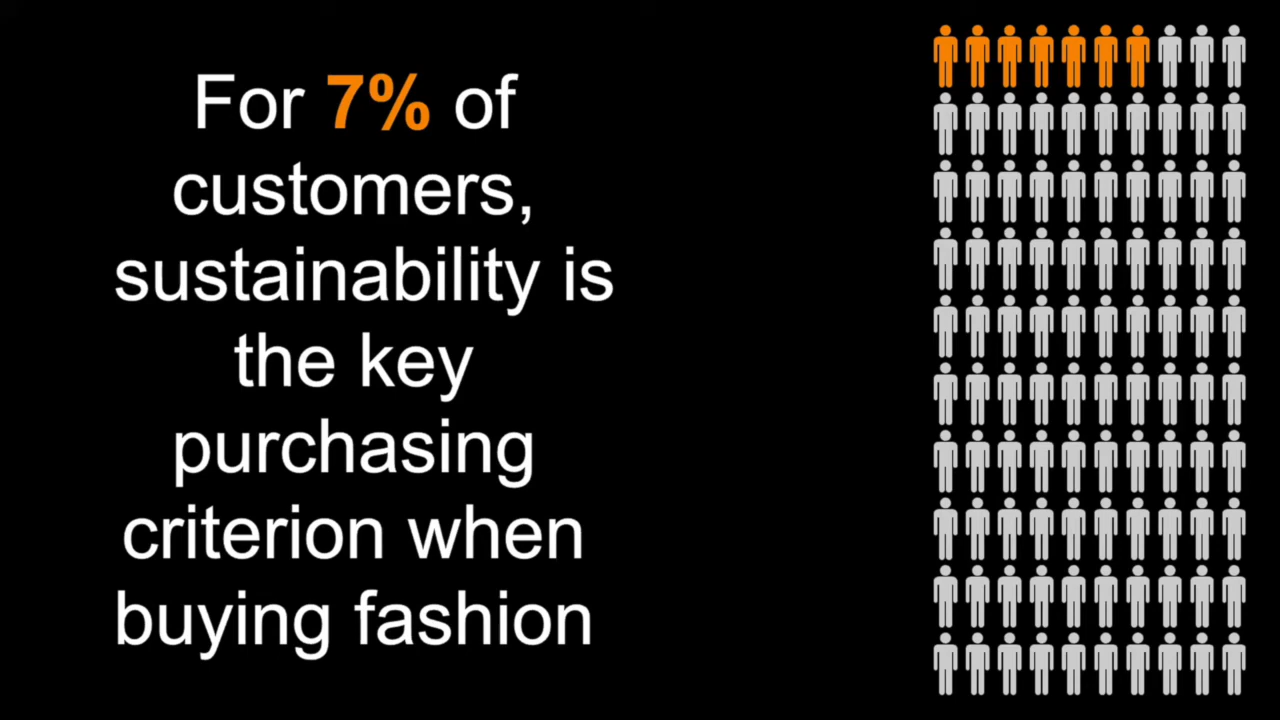 For 7% of
customers,
sustainability is
the key
purchasing
criterion when
buying fashion